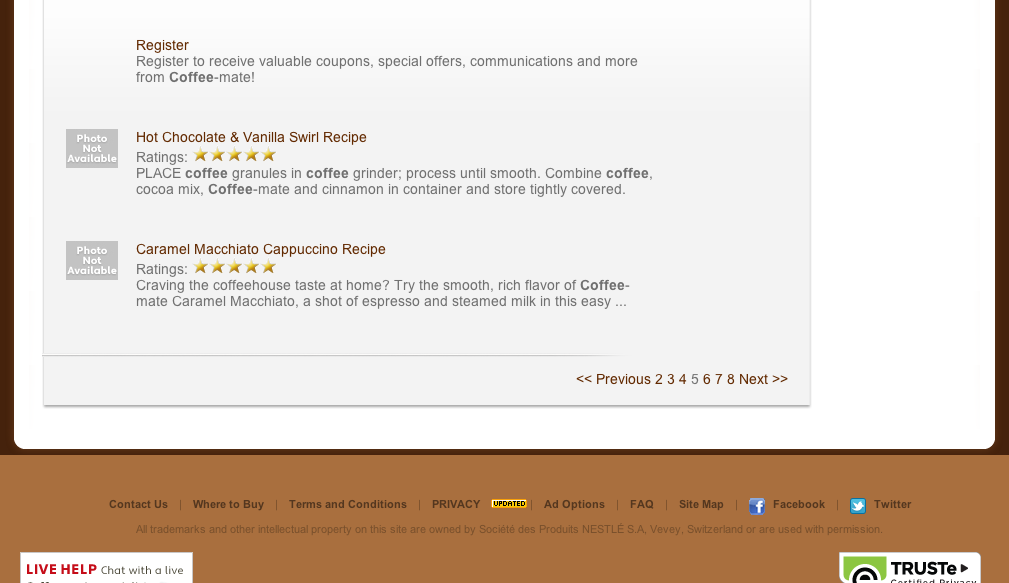 Register
Register to receive valuable coupons, special offers, communications and more
from Coffee-mate!
Photo
Not
Available
Hot Chocolate & Vanilla Swirl Recipe
Ratings:
PLACE coffee granules in coffee grinder; process until smooth. Combine coffee,
cocoa mix, Coffee-mate and cinnamon in container and store tightly covered.
Photo
Not
Available
Caramel Macchiato Cappuccino Recipe
Ratings:
Craving the coffeehouse taste at home? Try the smooth, rich flavor of Coffee-
mate Caramel Macchiato, a shot of espresso and steamed milk in this easy ...
<< Previous 2 3 4 5 6 7 8 Next >>
Contact Us | Where to Buy | Terms and Conditions | PRIVACY UPDATED | Ad Options | FAQ | Site Map | Facebook | Twitter
All trademarks and other intellectual property on this site are owned by Société des Produits NESTLÉ S.A, Vevey, Switzerland or are used with permission.
LIVE HELP Chat with a live
TRUSTe
Certified Privacy